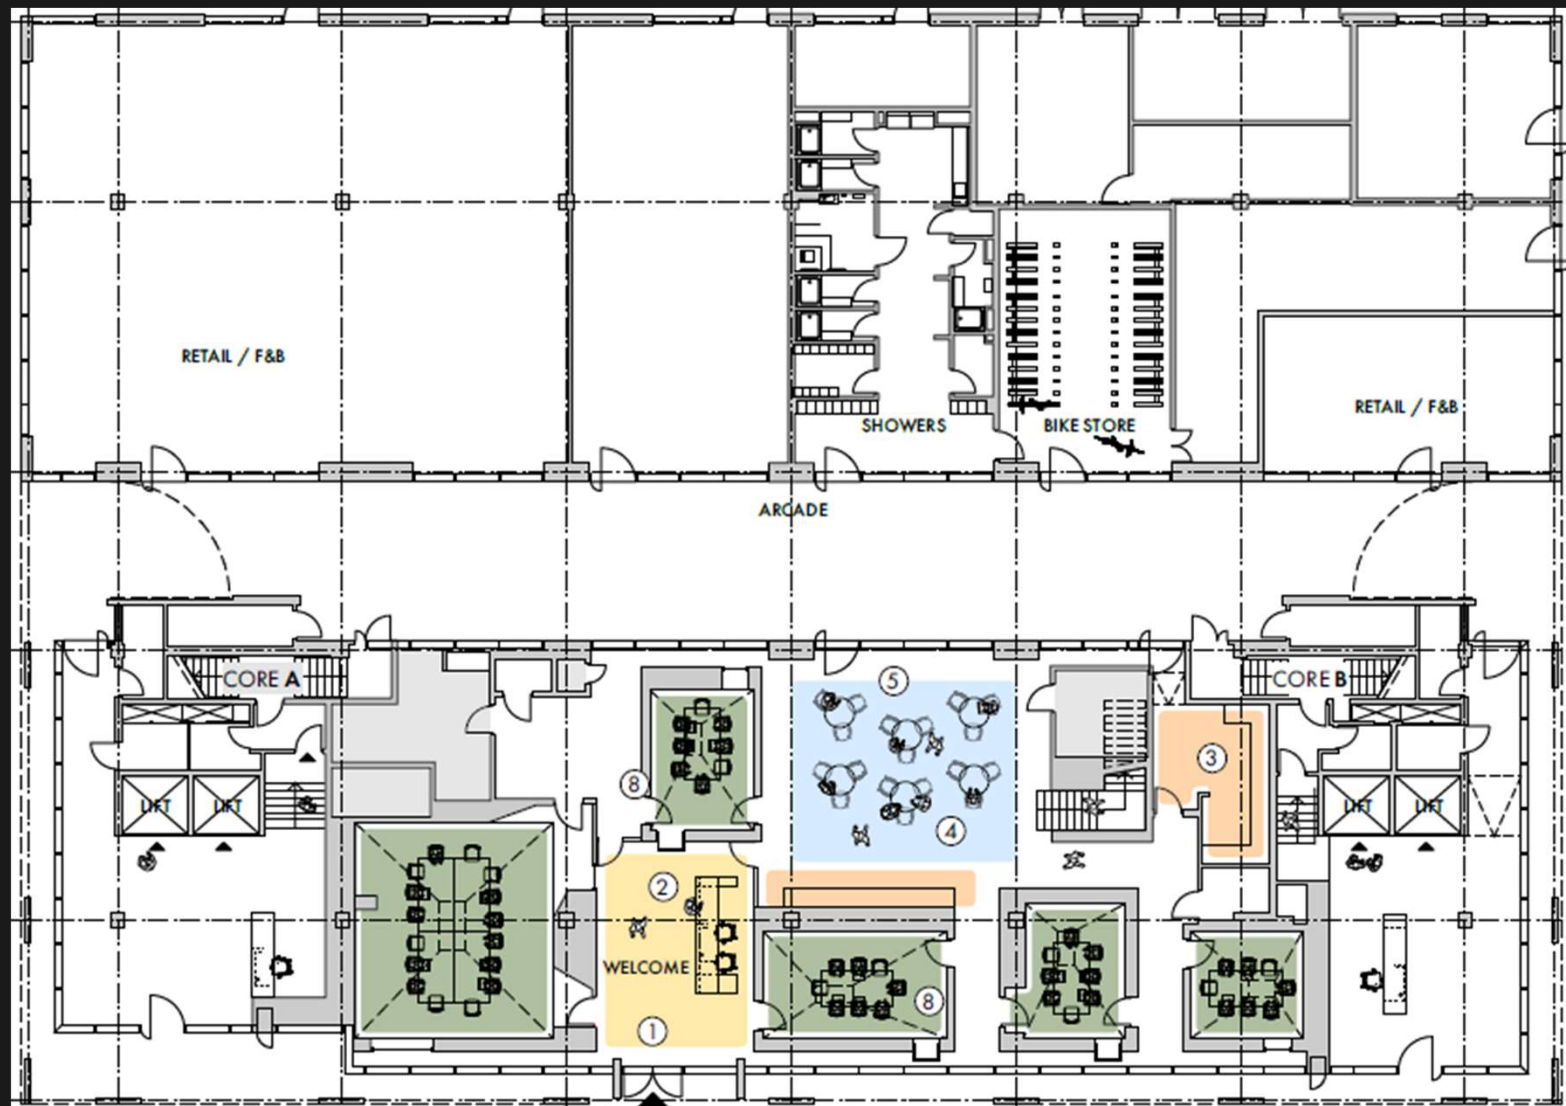 RETAIL / F&B
RETAIL / F&B
SHOWERS
BIKE STORE
ARCADE
CORE A
CORE B
5
3
8
LIFT
LIFT
LIFT
LIFT
4
2
WELCOME
8
1